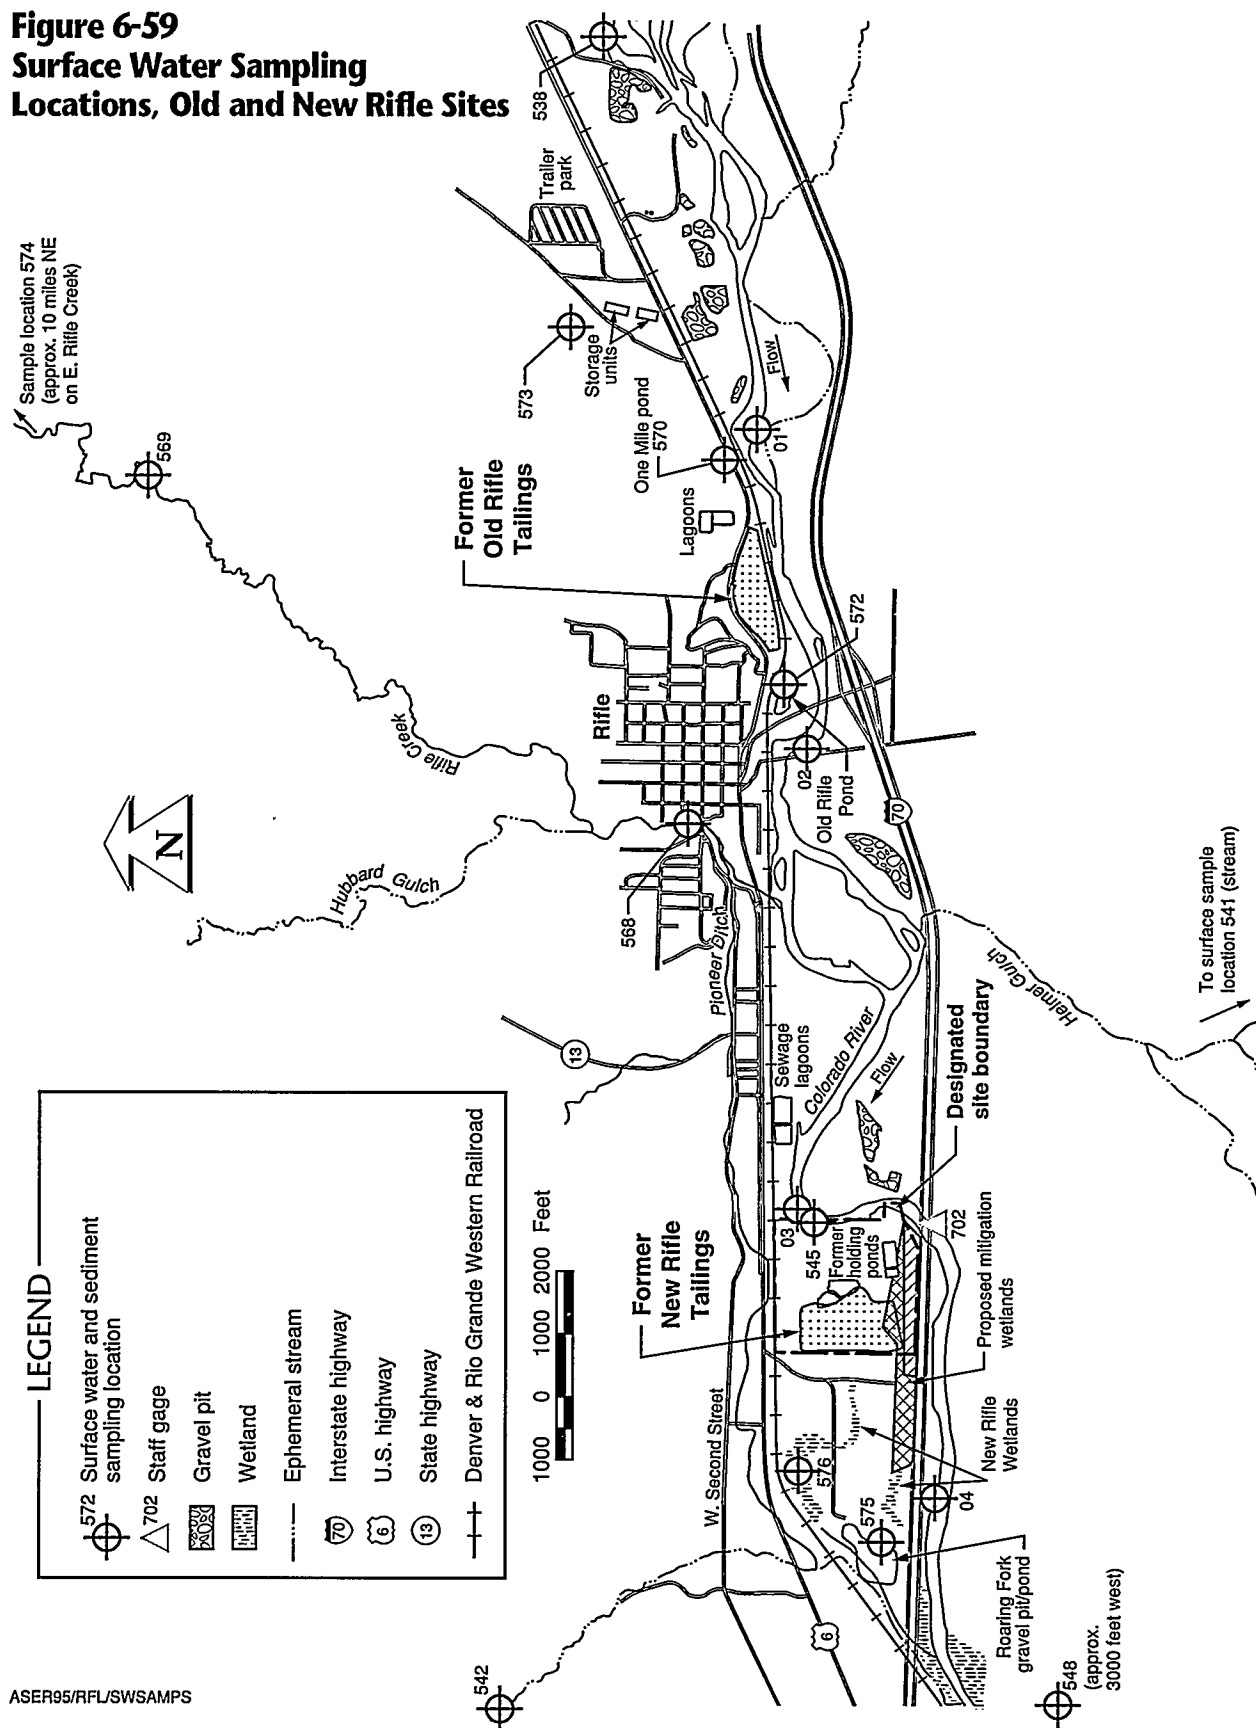 Figure 6-59
Surface Water Sampling
Locations, Old and New Rifle Sites
538
Trailer
park
Sample location 574
(approx. 10 miles NE
on E. Rifle Creek)
569
573
Storage
units
One Mile pond
570
Flow
01
Former
Old Rifle
Tailings
Lagoons
572
Rifle
Rifle Creek
N
Hubbard Gulch
02
Old Rifle
Pond
70
568
Pioneer Ditch
Helmer Gulch
To surface sample
location 541 (stream)
13
Sewage
lagoons
Colorado River
Flow
Designated
site boundary
03
545
Former
holding
ponds
702
Former
New Rifle
Tailings
Proposed mitigation
wetlands
New Rifle
Wetlands
W. Second Street
576
575
04
Roaring Fork
gravel pit/pond
6
542
548
(approx.
3000 feet west)
LEGEND
572 Surface water and sediment
sampling location
702 Staff gage
Gravel pit
Wetland
Ephemeral stream
70 Interstate highway
6 U.S. highway
13 State highway
Denver & Rio Grande Western Railroad
1000 0 1000 2000 Feet
ASER95/RFL/SWSAMPS